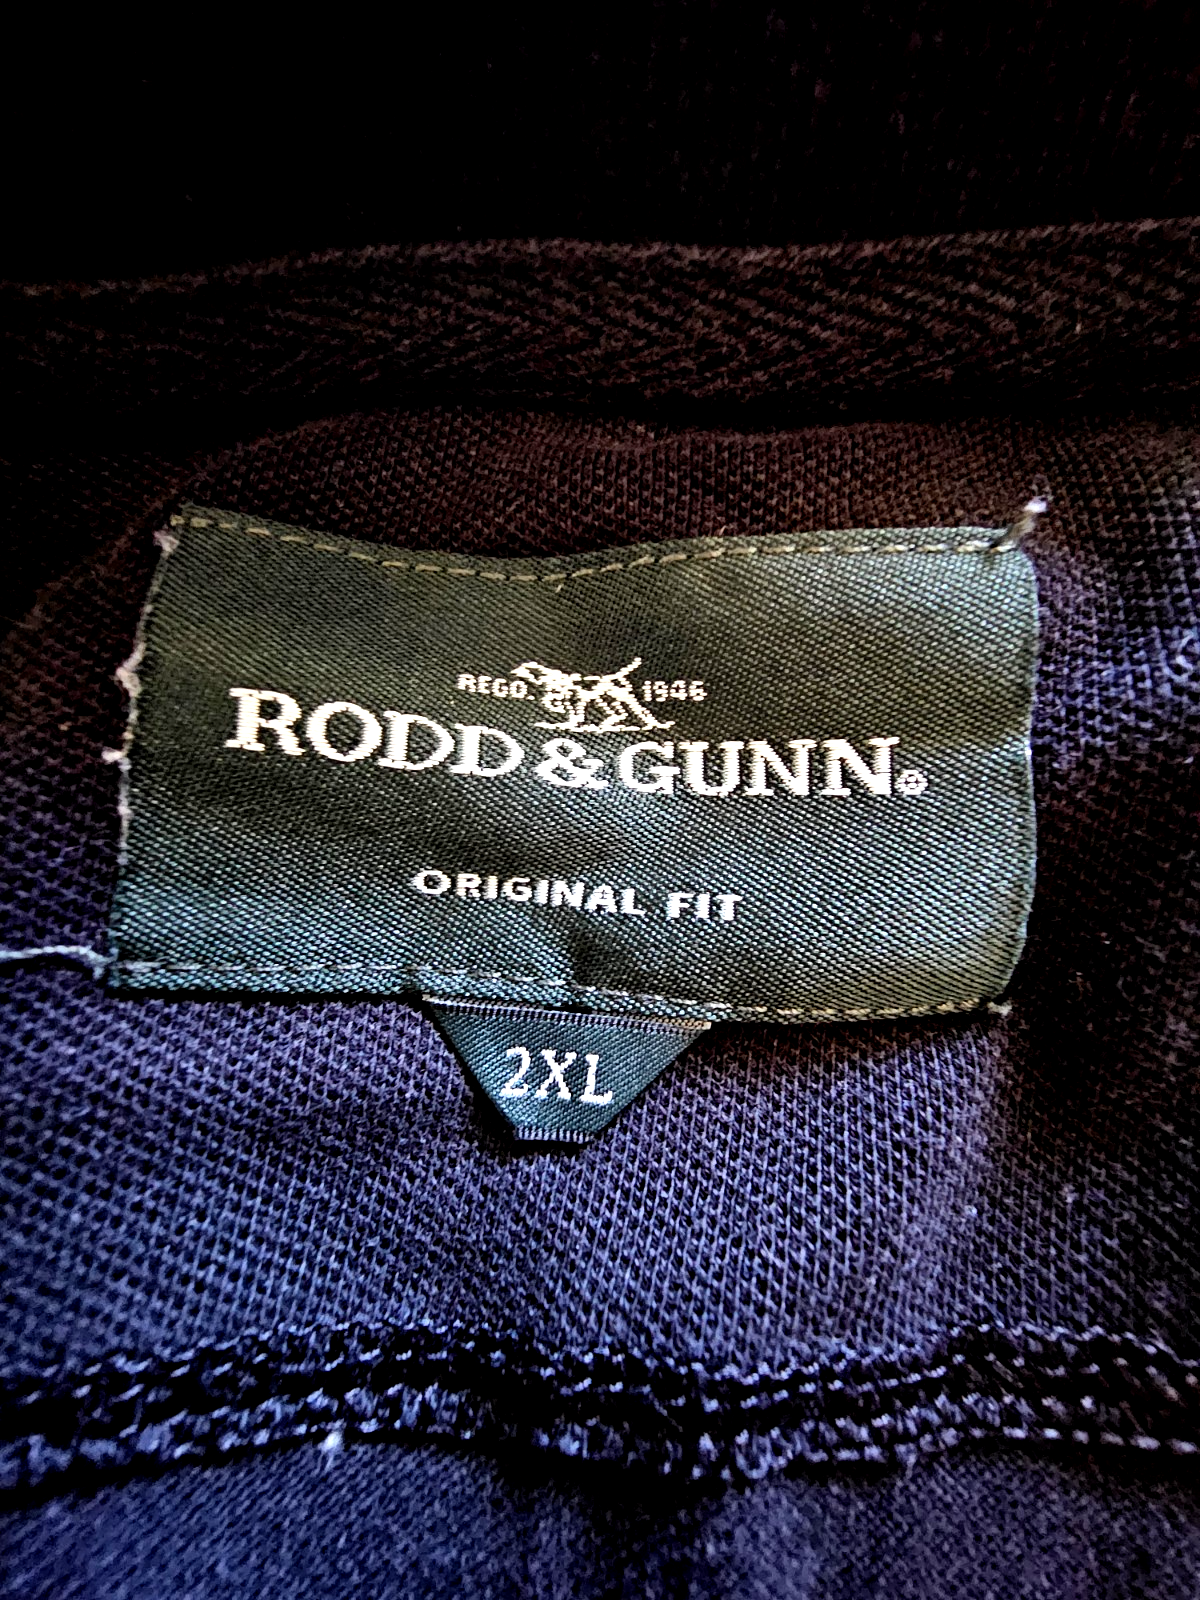 REGD. 1946
RODD & GUNN®
ORIGINAL FIT
2XL